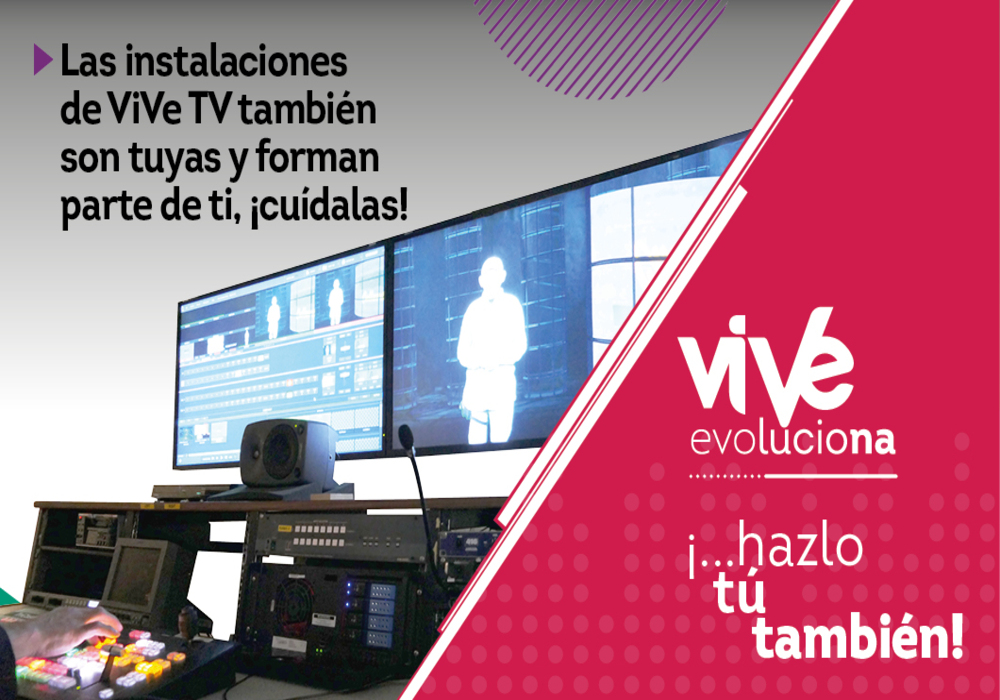 Las instalaciones
de ViVe TV también
son tuyas y forman
parte de ti, ¡cuídalas!
ViVe
evoluciona
¡...hazlo
tú
también!